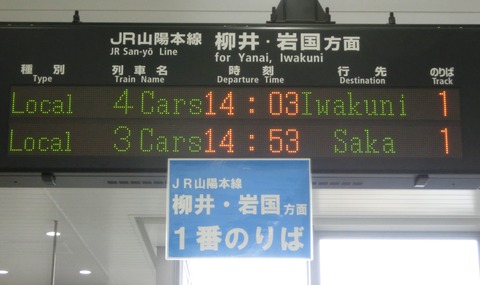 JR山陽本線 柳井・岩国方面
JR San-yō Line for Yanai, Iwakuni
種別 列車名 時刻 行先 のりば
Type Train Name Departure Time Destination Track
Local 4 Cars 14:03 Iwakuni 1
Local 3 Cars 14:53 Saka 1
JR山陽本線
柳井・岩国方面
1番のりば